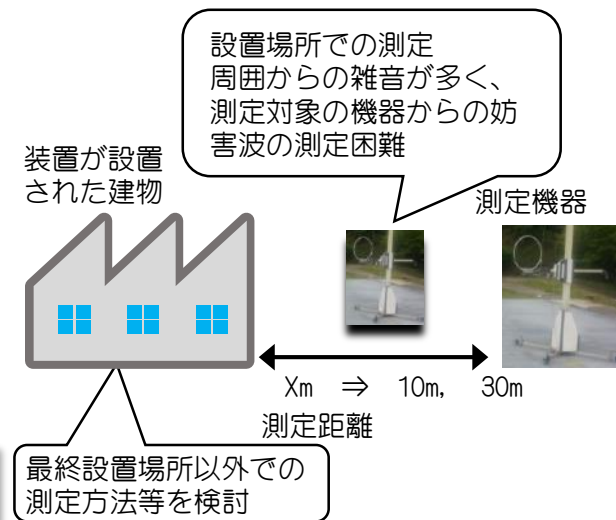 設置場所での測定
周囲からの雑音が多く、
測定対象の機器からの妨
害波の測定困難
装置が設置
された建物
測定機器
Xm ⇒ 10m, 30m
測定距離
最終設置場所以外での
測定方法等を検討